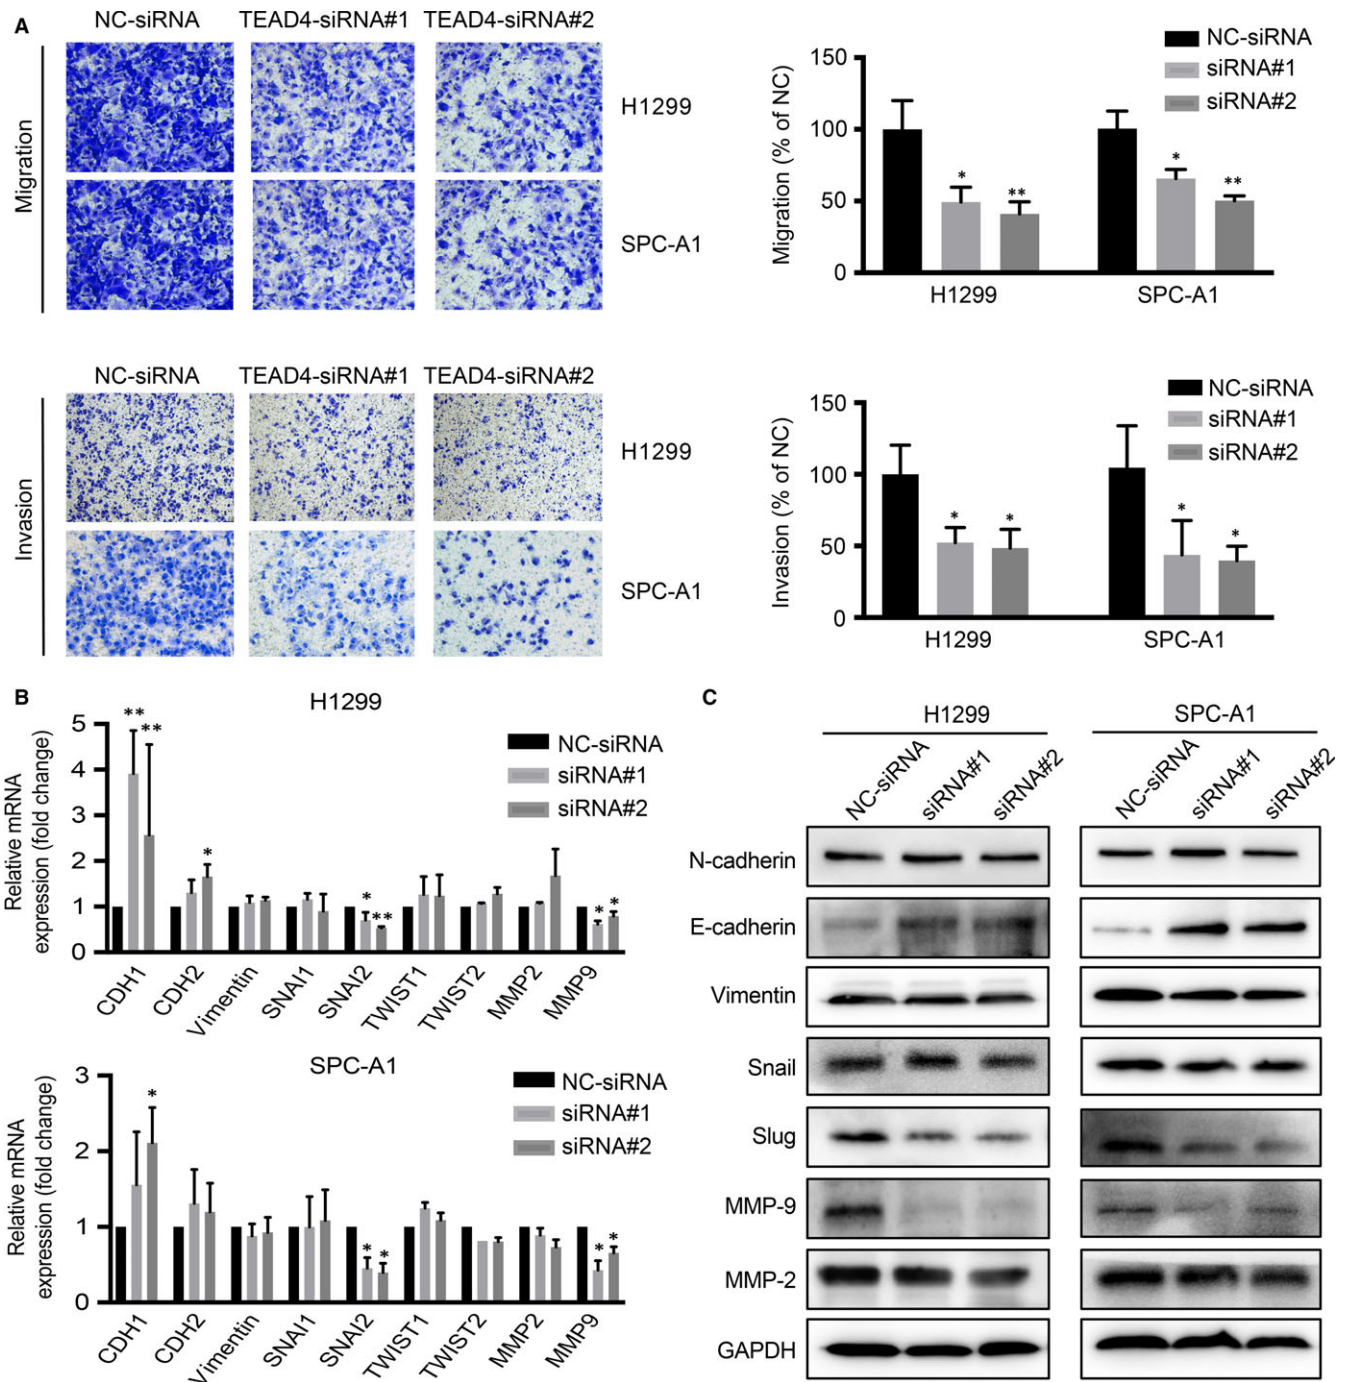 A
NC-siRNA TEAD4-siRNA#1 TEAD4-siRNA#2
Migration
H1299
SPC-A1
Migration (% of NC)
150
100
50
0
NC-siRNA
siRNA#1
siRNA#2
* ** * **
H1299 SPC-A1
NC-siRNA TEAD4-siRNA#1 TEAD4-siRNA#2
Invasion
H1299
SPC-A1
Invasion (% of NC)
150
100
50
0
NC-siRNA
siRNA#1
siRNA#2
* * * *
H1299 SPC-A1
B
H1299
Relative mRNA
expression (fold change)
5
4
3
2
1
0
NC-siRNA
siRNA#1
siRNA#2
** ** * * ** * *
CDH1 CDH2 Vimentin SNAI1 SNAI2 TWIST1 TWIST2 MMP2 MMP9
SPC-A1
Relative mRNA
expression (fold change)
3
2
1
0
NC-siRNA
siRNA#1
siRNA#2
* * * * *
CDH1 CDH2 Vimentin SNAI1 SNAI2 TWIST1 TWIST2 MMP2 MMP9
C
H1299 SPC-A1
NC-siRNA siRNA#1 siRNA#2 NC-siRNA siRNA#1 siRNA#2
N-cadherin
E-cadherin
Vimentin
Snail
Slug
MMP-9
MMP-2
GAPDH